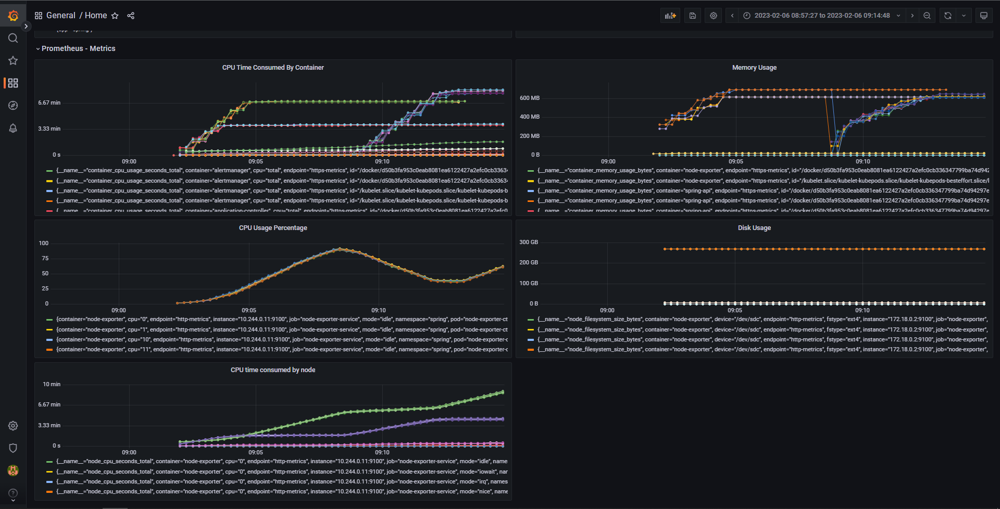 General / Home
2023-02-06 08:57:27 to 2023-02-06 09:14:48
Prometheus - Metrics
CPU Time Consumed By Container
6.67 min
3.33 min
0 s
09:00 09:05 09:10
{__name__="container_cpu_usage_seconds_total", container="alertmanager", cpu="total", endpoint="https-metrics", id="/docker/d50b3fa953c0eab8081ea6122427a2efc0cb3363
{__name__="container_cpu_usage_seconds_total", container="alertmanager", cpu="total", endpoint="https-metrics", id="/docker/d50b3fa953c0eab8081ea6122427a2efc0cb3363
{__name__="container_cpu_usage_seconds_total", container="alertmanager", cpu="total", endpoint="https-metrics", id="/kubelet.slice/kubelet-kubepods.slice/kubelet-kubepods-b
{__name__="container_cpu_usage_seconds_total", container="alertmanager", cpu="total", endpoint="https-metrics", id="/kubelet.slice/kubelet-kubepods.slice/kubelet-kubepods-b
{__name__="container_cpu_usage_seconds_total", container="application-controller", cpu="total", endpoint="https-metrics", id="/docker/d50b3fa953c0eab8081ea6122427a2efc0
Memory Usage
600 MB
400 MB
200 MB
0 B
09:00 09:05 09:10
{__name__="container_memory_usage_bytes", container="node-exporter", endpoint="https-metrics", id="/docker/d50b3fa953c0eab8081ea6122427a2efc0cb336347799ba74d942
{__name__="container_memory_usage_bytes", container="node-exporter", endpoint="https-metrics", id="/kubelet.slice/kubelet-kubepods.slice/kubelet-kubepods-besteffort.slice/
{__name__="container_memory_usage_bytes", container="spring-api", endpoint="https-metrics", id="/docker/d50b3fa953c0eab8081ea6122427a2efc0cb336347799ba74d94297e
{__name__="container_memory_usage_bytes", container="spring-api", endpoint="https-metrics", id="/docker/d50b3fa953c0eab8081ea6122427a2efc0cb336347799ba74d94297e
{__name__="container_memory_usage_bytes", container="spring-api", endpoint="https-metrics", id="/docker/d50b3fa953c0eab8081ea6122427a2efc0cb336347799ba74d94297e
CPU Usage Percentage
100
75
50
25
0
09:00 09:05 09:10
{container="node-exporter", cpu="0", endpoint="http-metrics", instance="10.244.0.11:9100", job="node-exporter-service", mode="idle", namespace="spring", pod="node-exporter-ct
{container="node-exporter", cpu="1", endpoint="http-metrics", instance="10.244.0.11:9100", job="node-exporter-service", mode="idle", namespace="spring", pod="node-exporter-ct
{container="node-exporter", cpu="10", endpoint="http-metrics", instance="10.244.0.11:9100", job="node-exporter-service", mode="idle", namespace="spring", pod="node-exporter-c
{container="node-exporter", cpu="11", endpoint="http-metrics", instance="10.244.0.11:9100", job="node-exporter-service", mode="idle", namespace="spring", pod="node-exporter-c
Disk Usage
300 GB
200 GB
100 GB
0 B
09:00 09:05 09:10
{__name__="node_filesystem_size_bytes", container="node-exporter", device="/dev/sdc", endpoint="http-metrics", fstype="ext4", instance="172.18.0.2:9100", job="node-exporter",
{__name__="node_filesystem_size_bytes", container="node-exporter", device="/dev/sdc", endpoint="http-metrics", fstype="ext4", instance="172.18.0.2:9100", job="node-exporter",
{__name__="node_filesystem_size_bytes", container="node-exporter", device="/dev/sdc", endpoint="http-metrics", fstype="ext4", instance="172.18.0.2:9100", job="node-exporter",
{__name__="node_filesystem_size_bytes", container="node-exporter", device="/dev/sdc", endpoint="http-metrics", fstype="ext4", instance="172.18.0.2:9100", job="node-exporter",
CPU time consumed by node
10 min
6.67 min
3.33 min
0 s
09:00 09:05 09:10
{__name__="node_cpu_seconds_total", container="node-exporter", cpu="0", endpoint="http-metrics", instance="10.244.0.11:9100", job="node-exporter-service", mode="idle", name
{__name__="node_cpu_seconds_total", container="node-exporter", cpu="0", endpoint="http-metrics", instance="10.244.0.11:9100", job="node-exporter-service", mode="iowait", nar
{__name__="node_cpu_seconds_total", container="node-exporter", cpu="0", endpoint="http-metrics", instance="10.244.0.11:9100", job="node-exporter-service", mode="irq", names
{__name__="node_cpu_seconds_total", container="node-exporter", cpu="0", endpoint="http-metrics", instance="10.244.0.11:9100", job="node-exporter-service", mode="nice", name